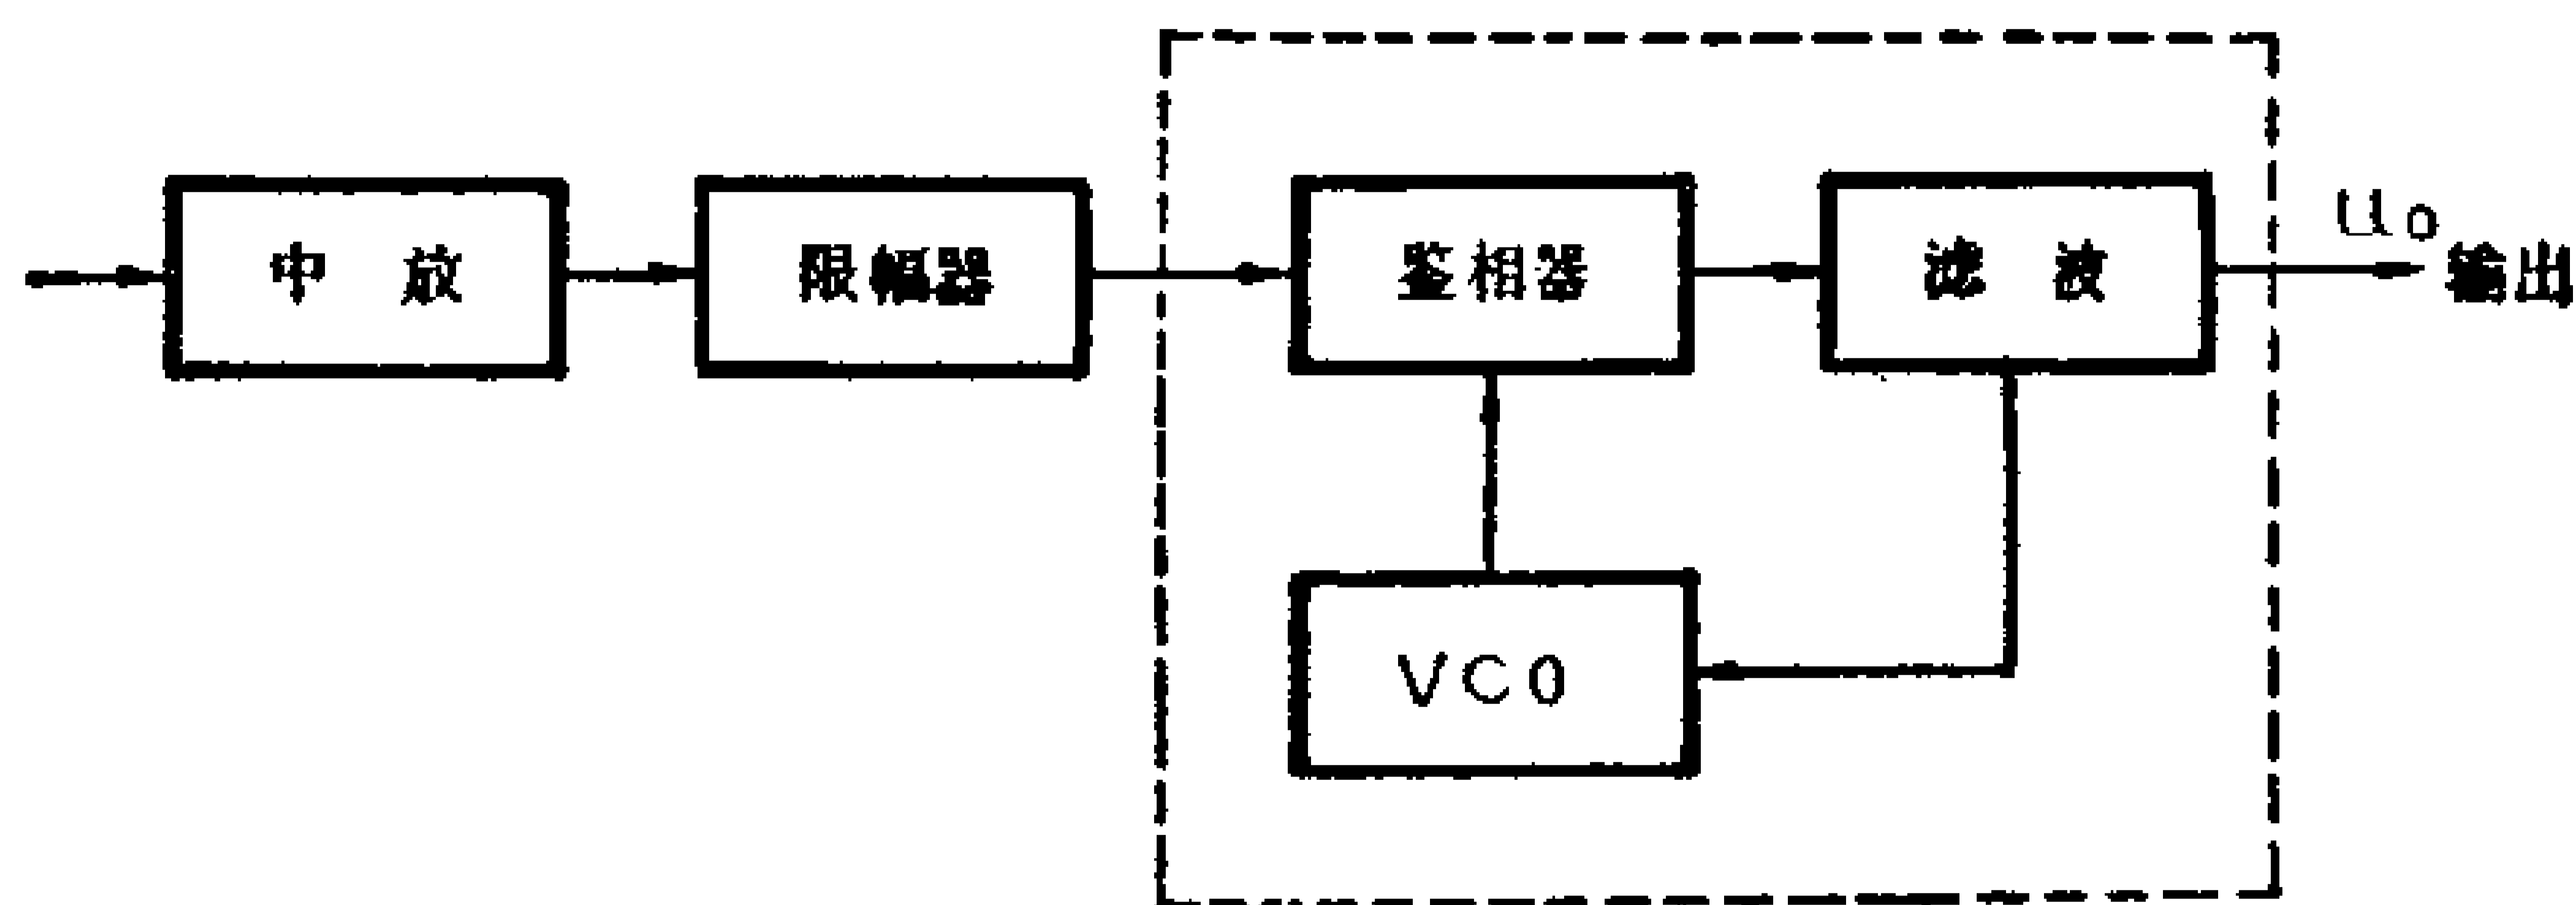 中 放
限幅器
鉴相器
滤 波
u₀
输出
VCO